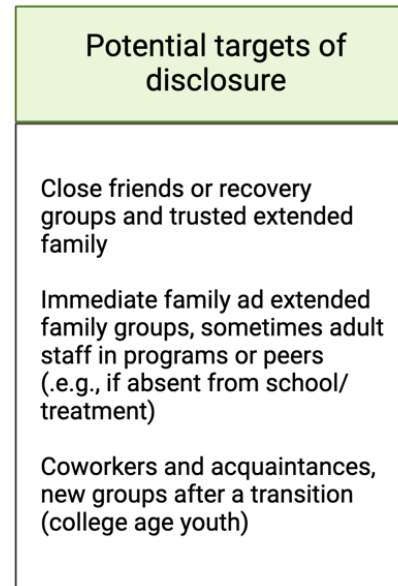 Potential targets of
disclosure
Close friends or recovery
groups and trusted extended
family
Immediate family ad extended
family groups, sometimes adult
staff in programs or peers
(.e.g., if absent from school/
treatment)
Coworkers and acquaintances,
new groups after a transition
(college age youth)